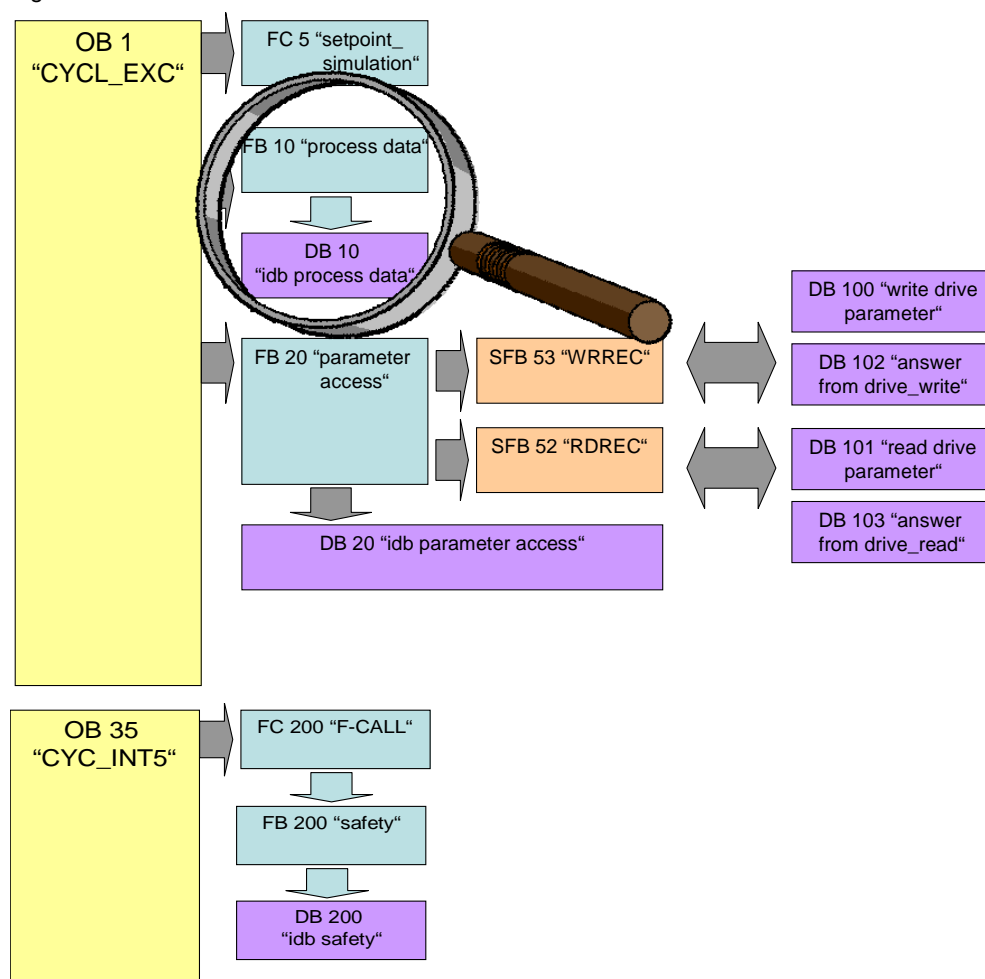 OB 1
“CYCL_EXC“
FC 5 “setpoint_
simulation“
FB 10 “process data“
DB 10
“idb process data“
FB 20 “parameter
access“
SFB 53 “WRREC“
SFB 52 “RDREC“
DB 20 “idb parameter access“
DB 100 “write drive
parameter“
DB 102 “answer
from drive_write“
DB 101 “read drive
parameter“
DB 103 “answer
from drive_read“
OB 35
“CYC_INT5“
FC 200 “F-CALL“
FB 200 “safety“
DB 200
“idb safety“